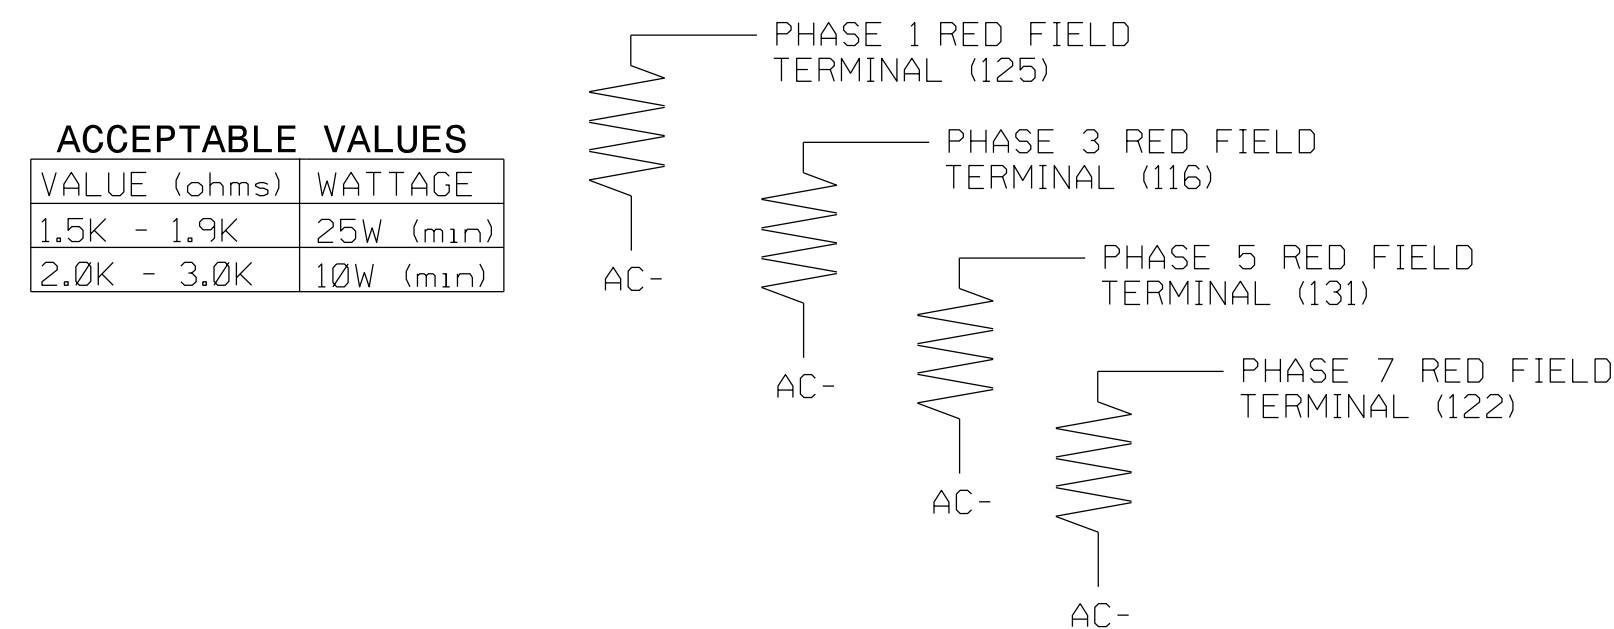 ACCEPTABLE VALUES
VALUE (ohms) WATTAGE
1.5K - 1.9K 25W (min)
2.0K - 3.0K 10W (min)
PHASE 1 RED FIELD
TERMINAL (125)
AC-
PHASE 3 RED FIELD
TERMINAL (116)
AC-
PHASE 5 RED FIELD
TERMINAL (131)
AC-
PHASE 7 RED FIELD
TERMINAL (122)
AC-